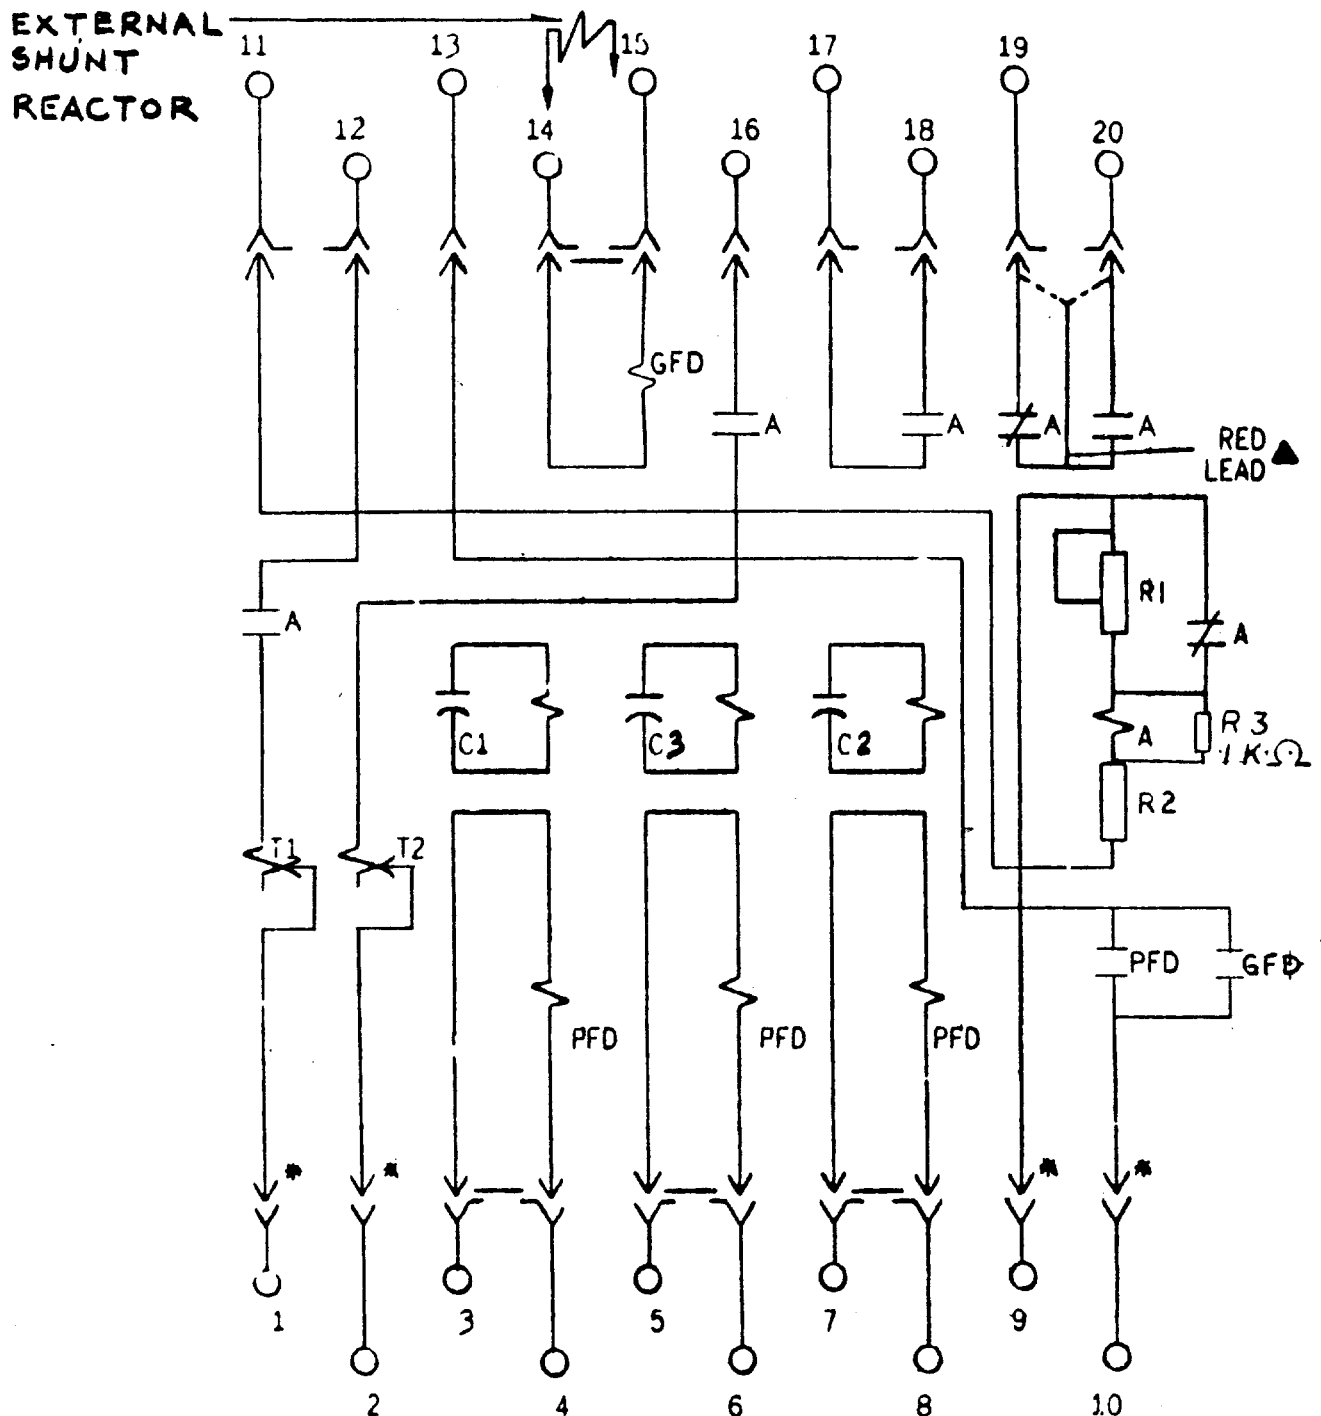 EXTERNAL
SHUNT
REACTOR
11
13
15
17
19
12
14
16
18
20
GFD
A
A
A
A
RED
LEAD
R1
A
A
C1
C3
C2
A
R3
1K·Ω
R2
T1
T2
PFD
GFD
PFD
PFD
PFD
*
*
*
*
1
3
5
7
9
2
4
6
8
10